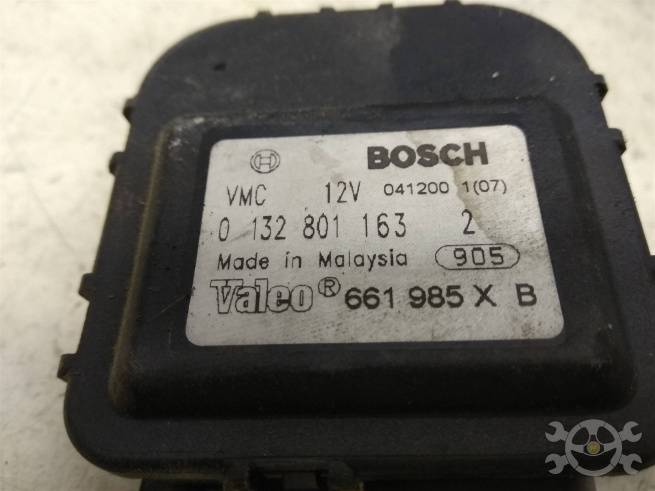 BOSCH
VMC 12V 041200 1(07)
0 132 801 163 2
Made in Malaysia 905
Valeo® 661 985 X B